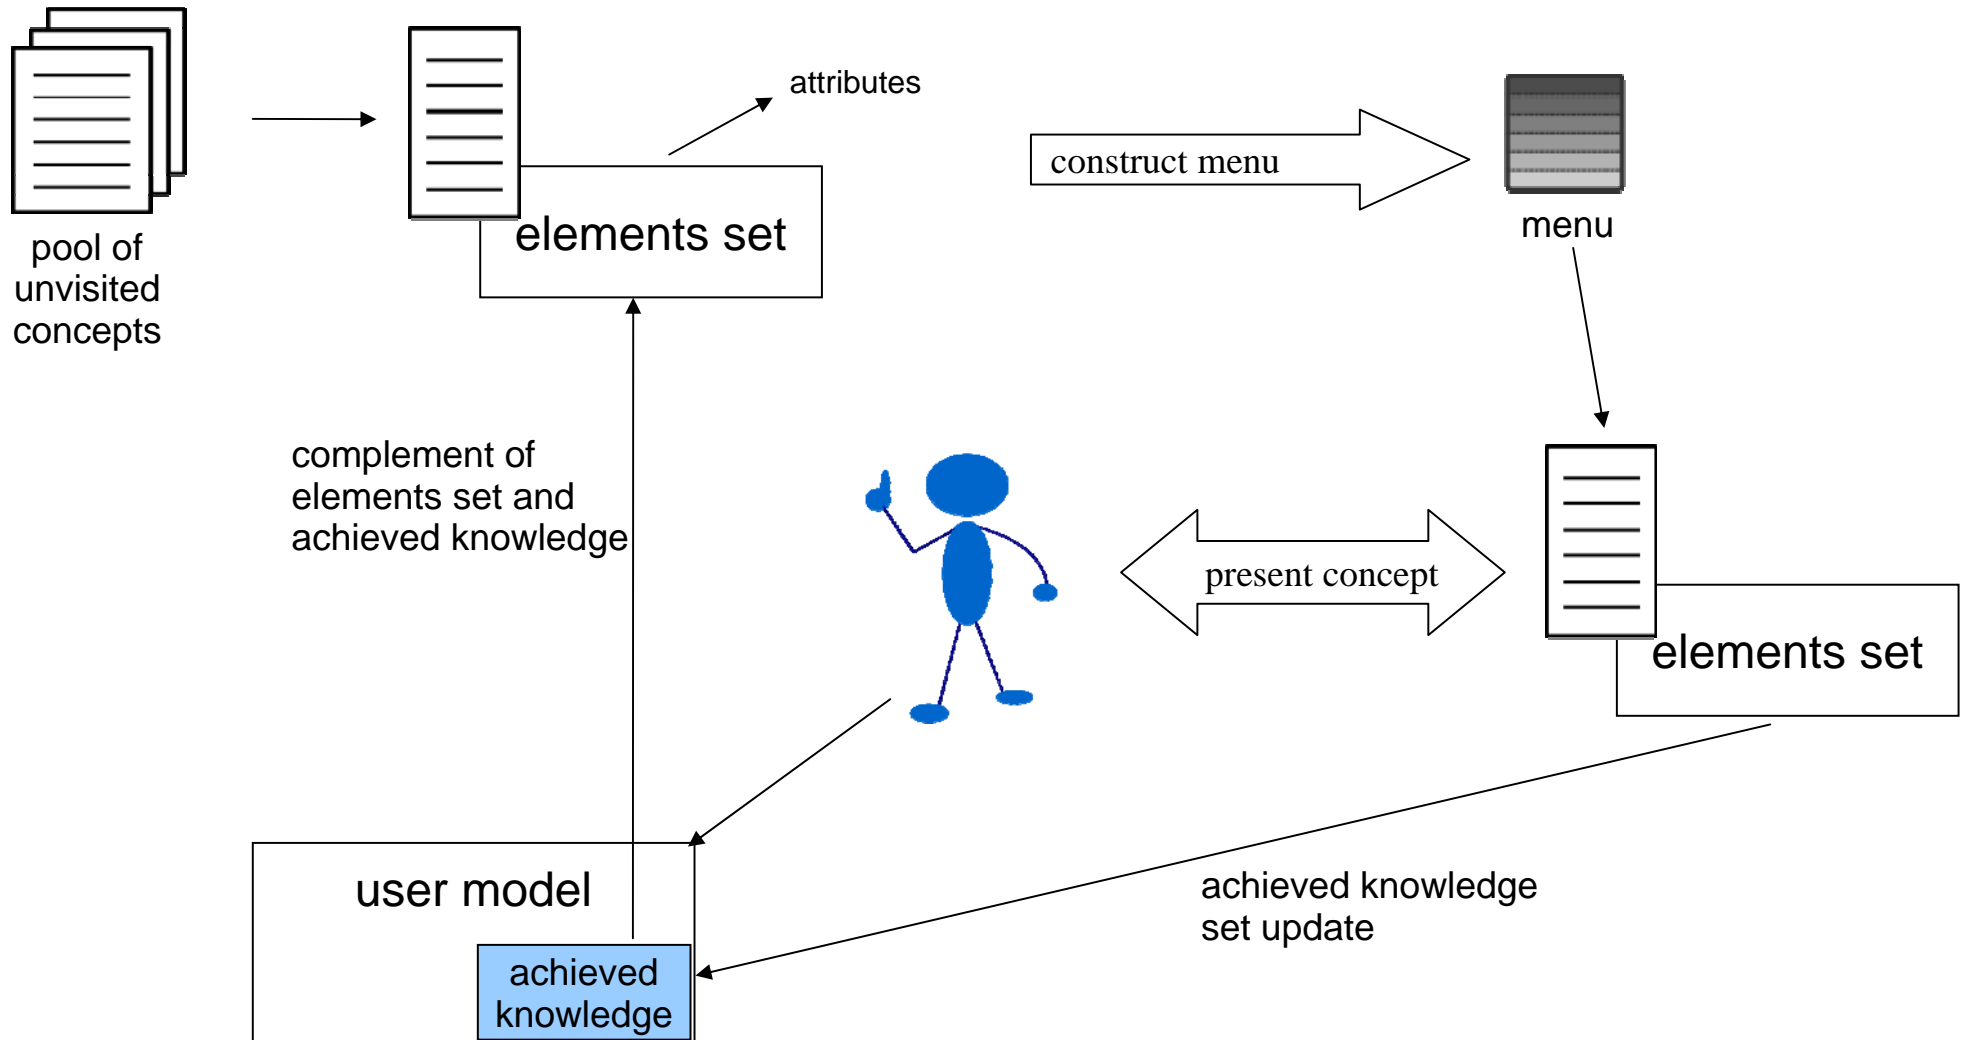 attributes
pool of
unvisited
concepts
elements set
construct menu
menu
complement of
elements set and
achieved knowledge
present concept
elements set
user model
achieved
knowledge
achieved knowledge
set update